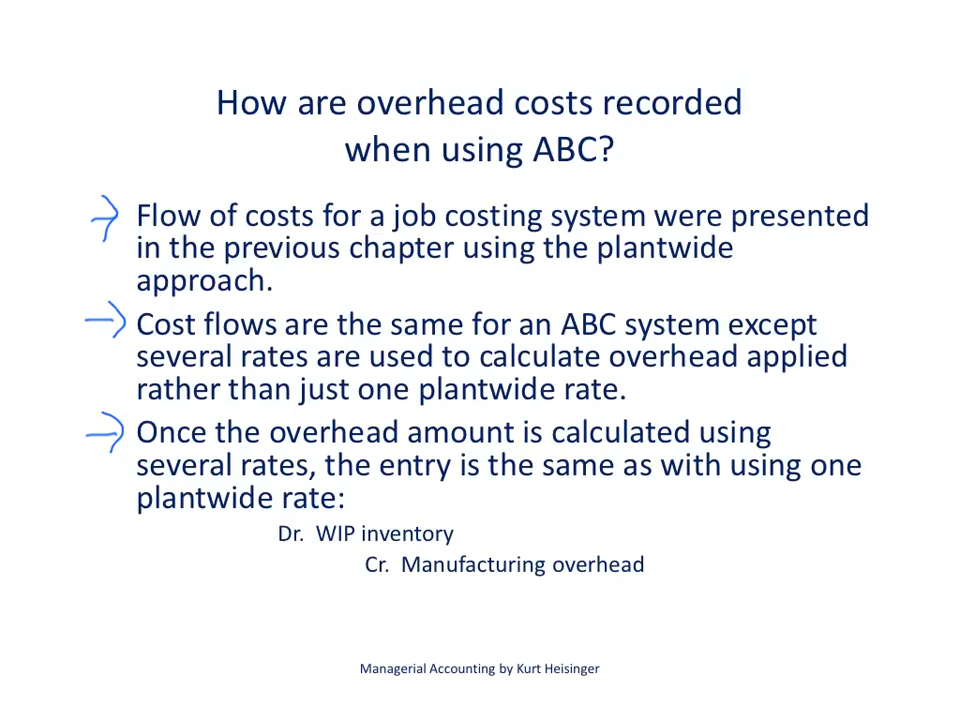 How are overhead costs recorded
when using ABC?
Flow of costs for a job costing system were presented
in the previous chapter using the plantwide
approach.
Cost flows are the same for an ABC system except
several rates are used to calculate overhead applied
rather than just one plantwide rate.
Once the overhead amount is calculated using
several rates, the entry is the same as with using one
plantwide rate:
Dr. WIP inventory
Cr. Manufacturing overhead
Managerial Accounting by Kurt Heisinger